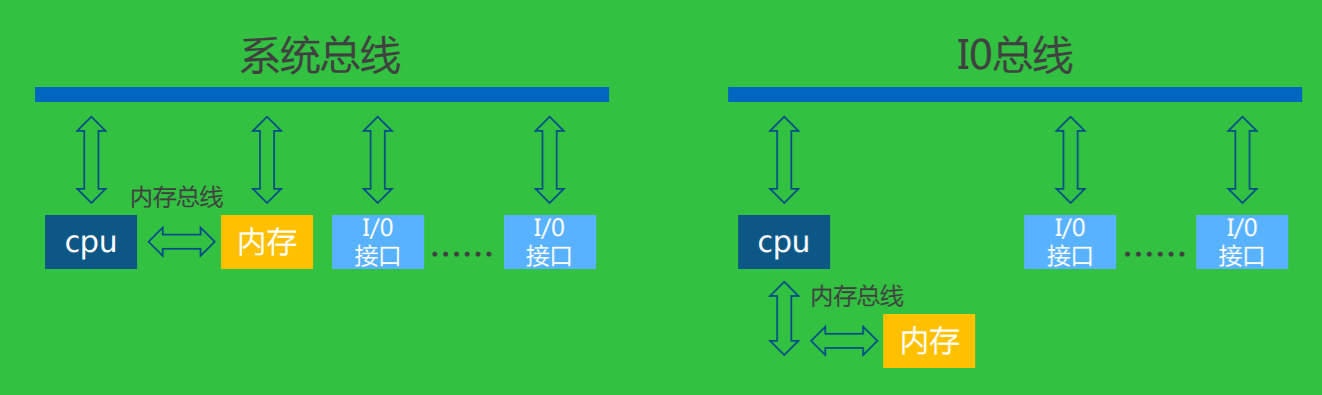 系统总线
IO总线
内存总线
cpu
内存
I/0
接口
......
I/0
接口
cpu
I/0
接口
......
I/0
接口
内存总线
内存